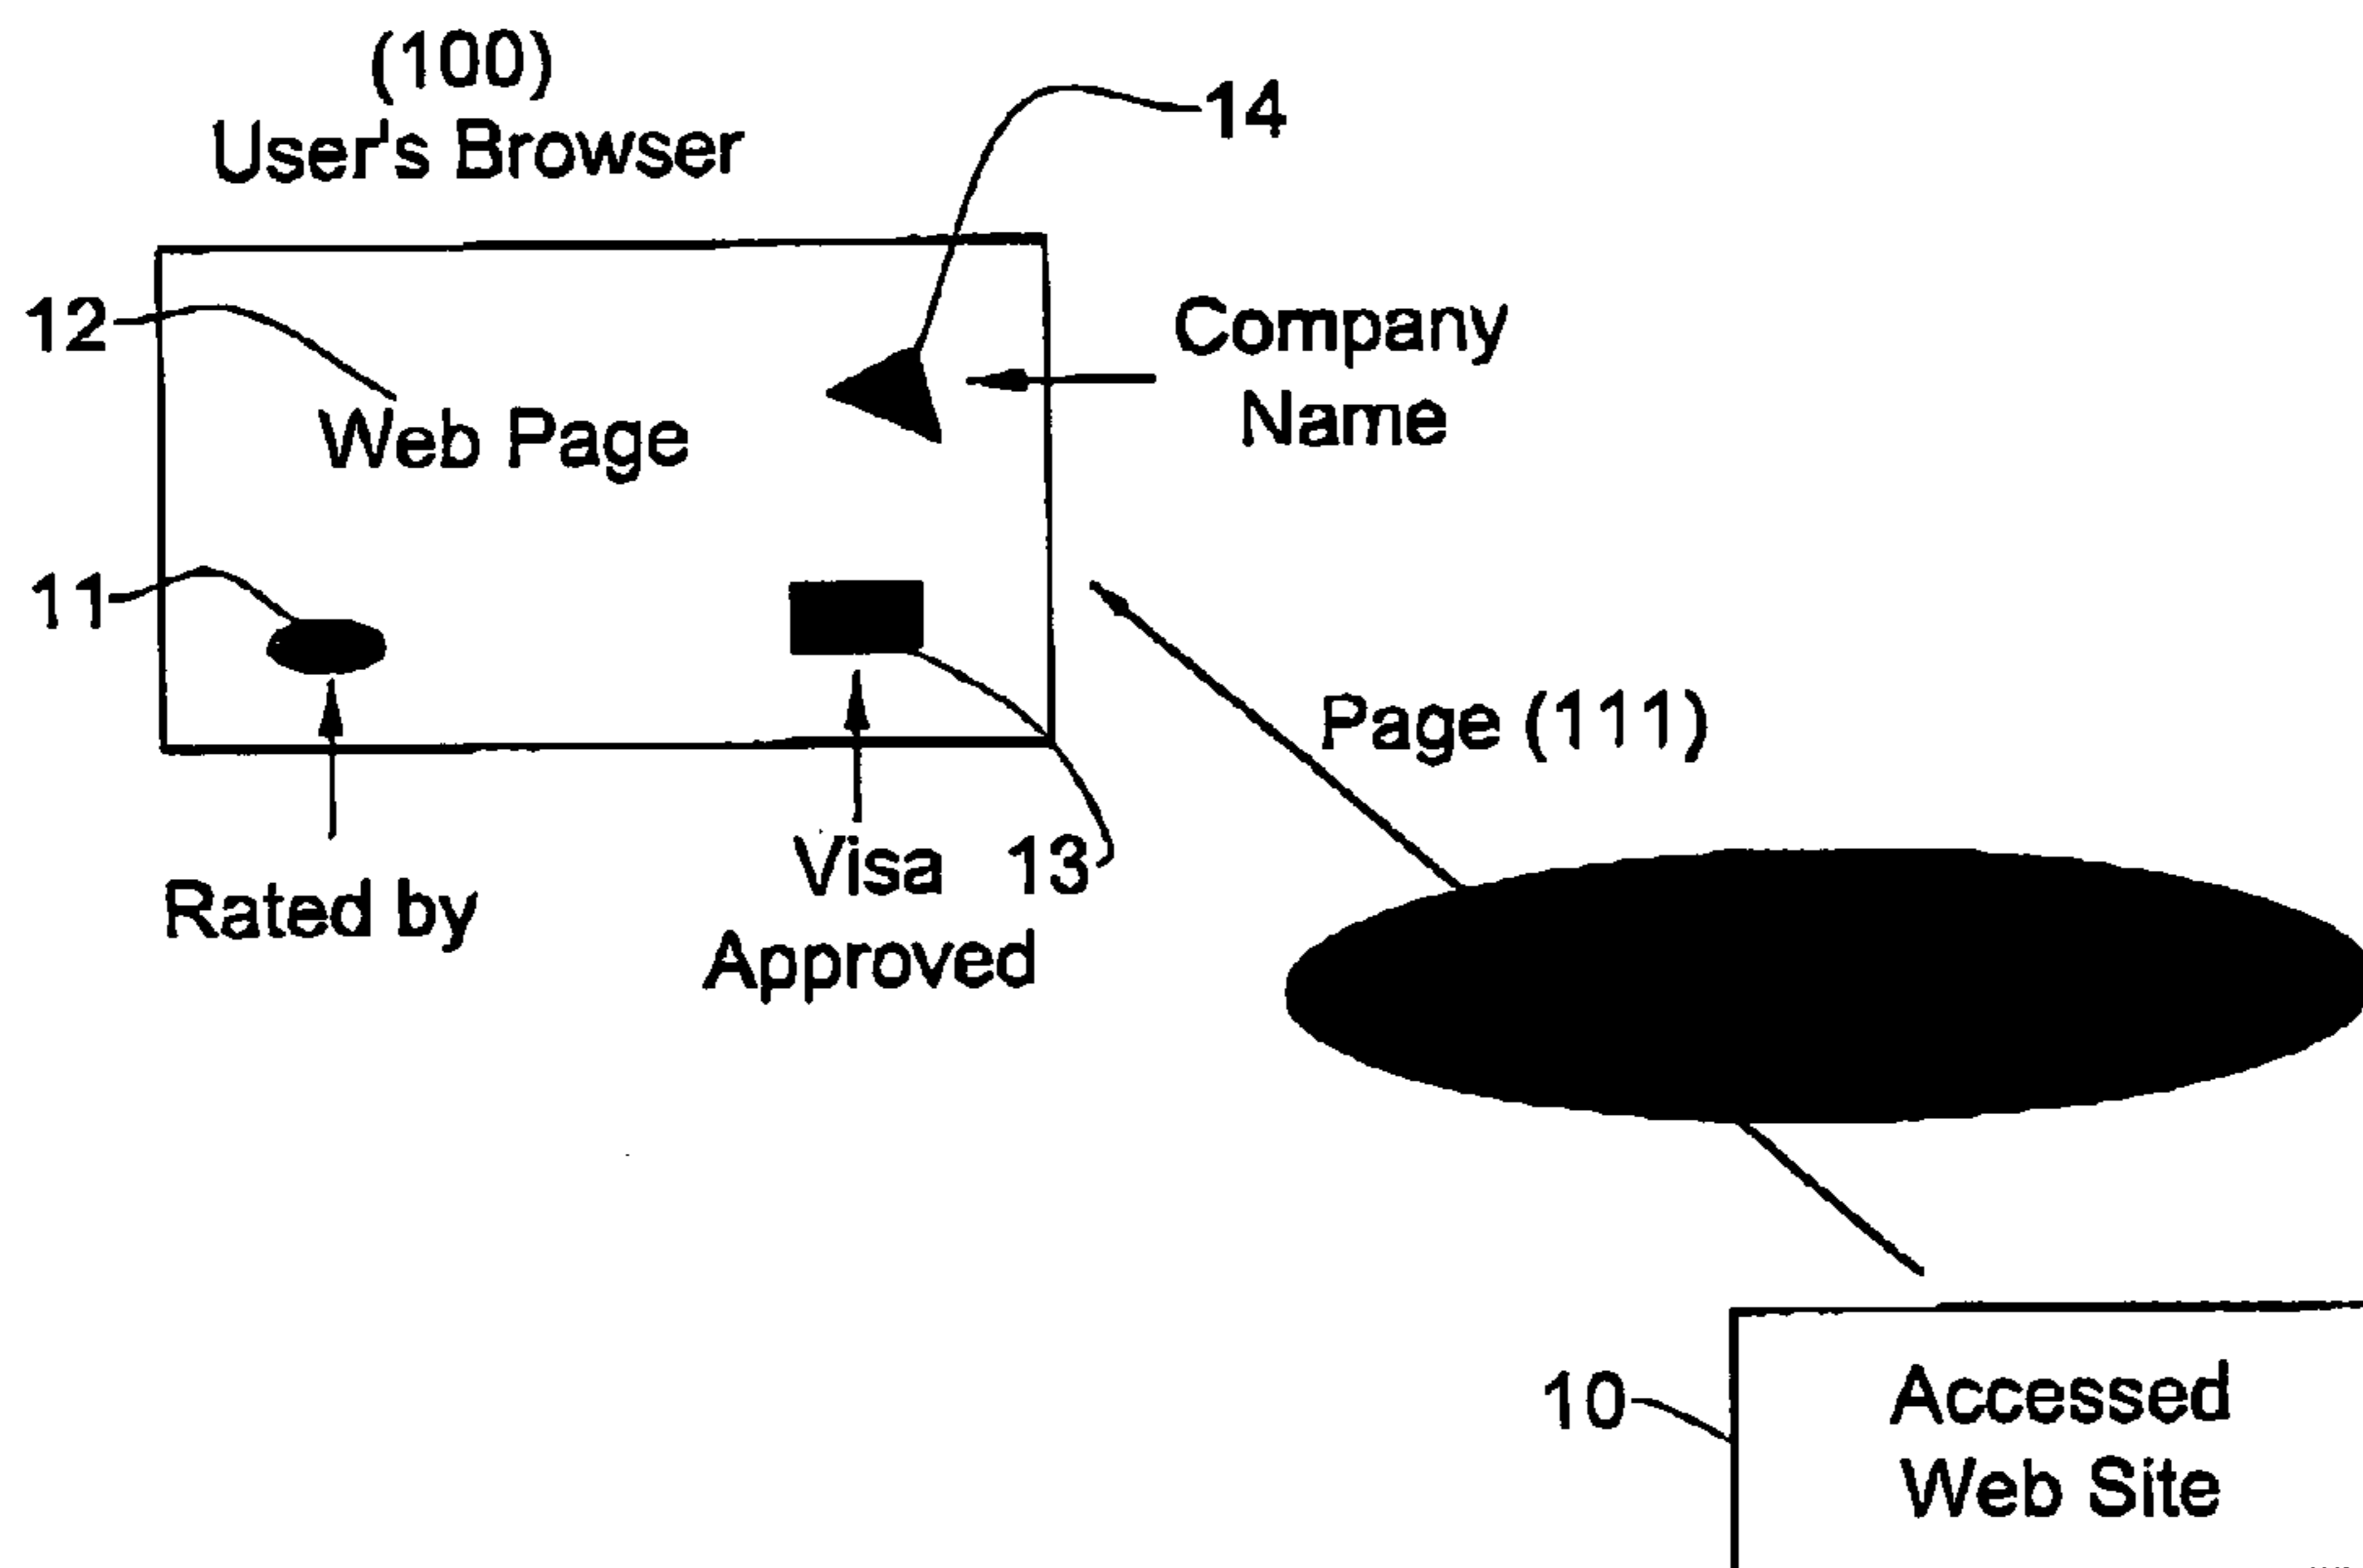 (100)
User's Browser
14
12
Company
Name
Web Page
11
Page (111)
Rated by
Visa
Approved
13
10
Accessed
Web Site